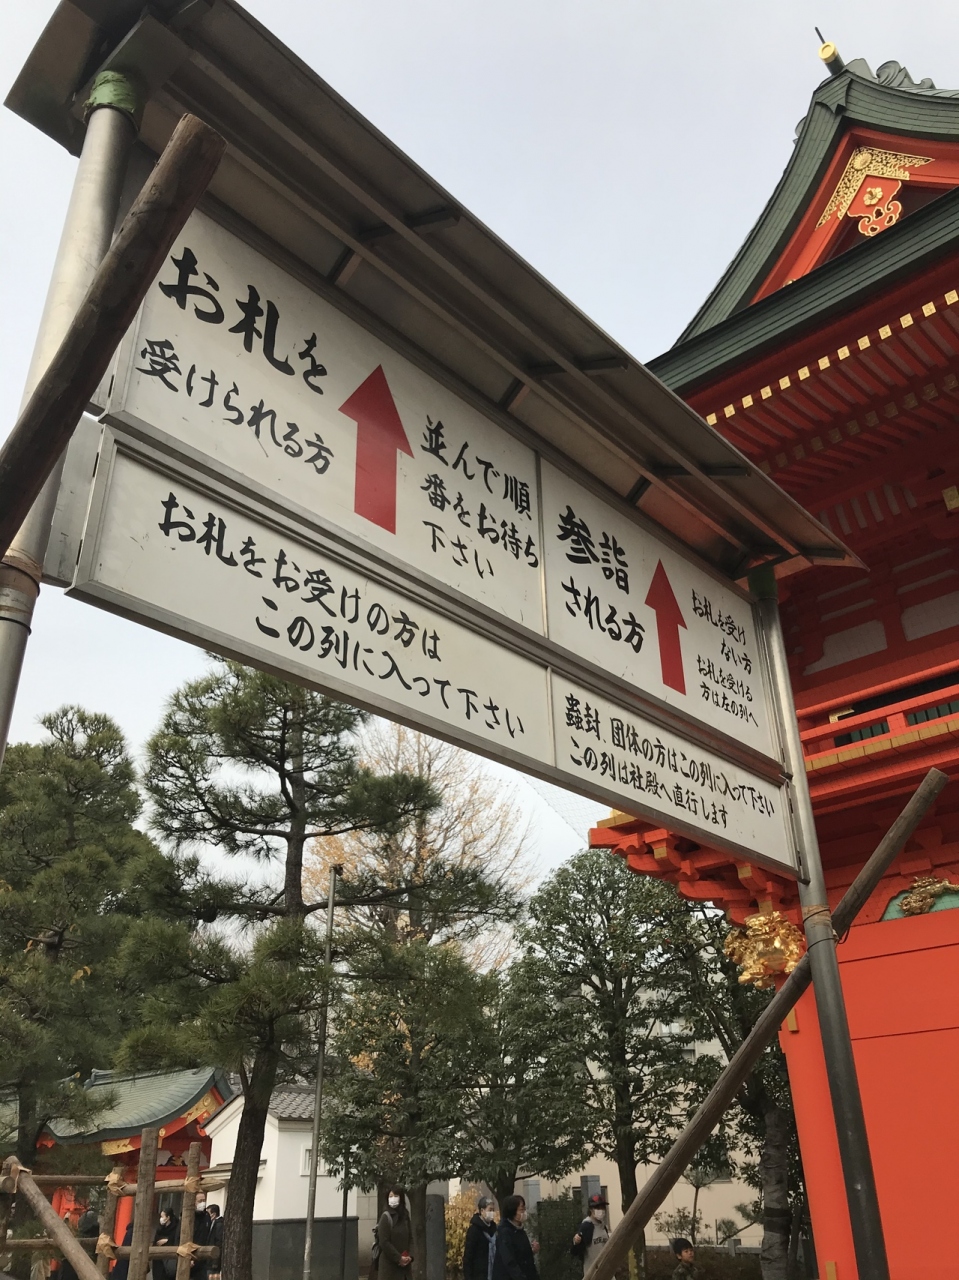 お札を
受けられる方
並んで順
番をお待ち
下さい
参詣
される方
お札を受け
ない方
お札を受ける
方は左の列へ
お札をお受けの方は
この列に入って下さい
蟲封、団体の方はこの列に入って下さい
この列は社殿へ直行します